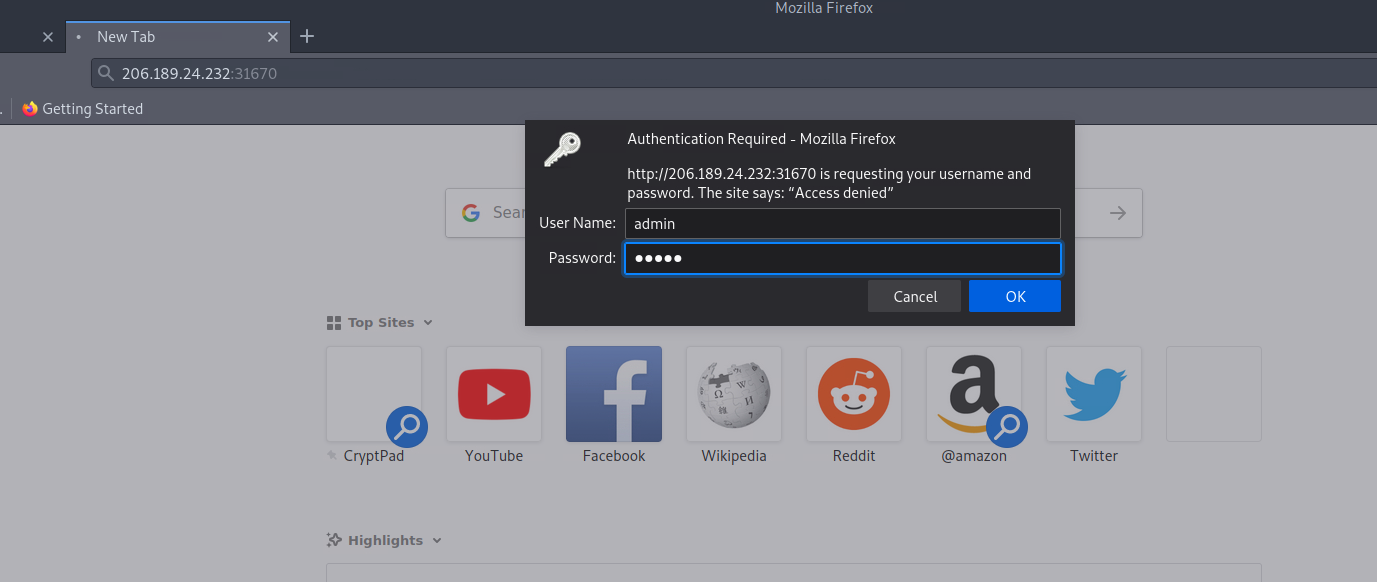 Mozilla Firefox
New Tab
206.189.24.232:31670
Getting Started
Authentication Required - Mozilla Firefox
http://206.189.24.232:31670 is requesting your username and
password. The site says: “Access denied”
Sear
User Name: admin
Password: •••••
Cancel OK
Top Sites
CryptPad YouTube Facebook Wikipedia Reddit @amazon Twitter
Highlights